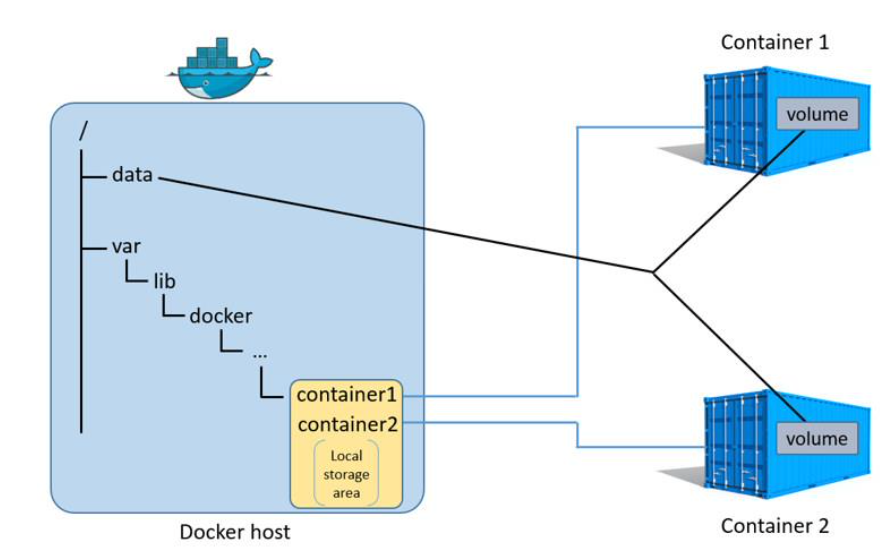 Container 1
volume
/
data
var
lib
docker
...
container1
container2
Local
storage
area
Docker host
volume
Container 2